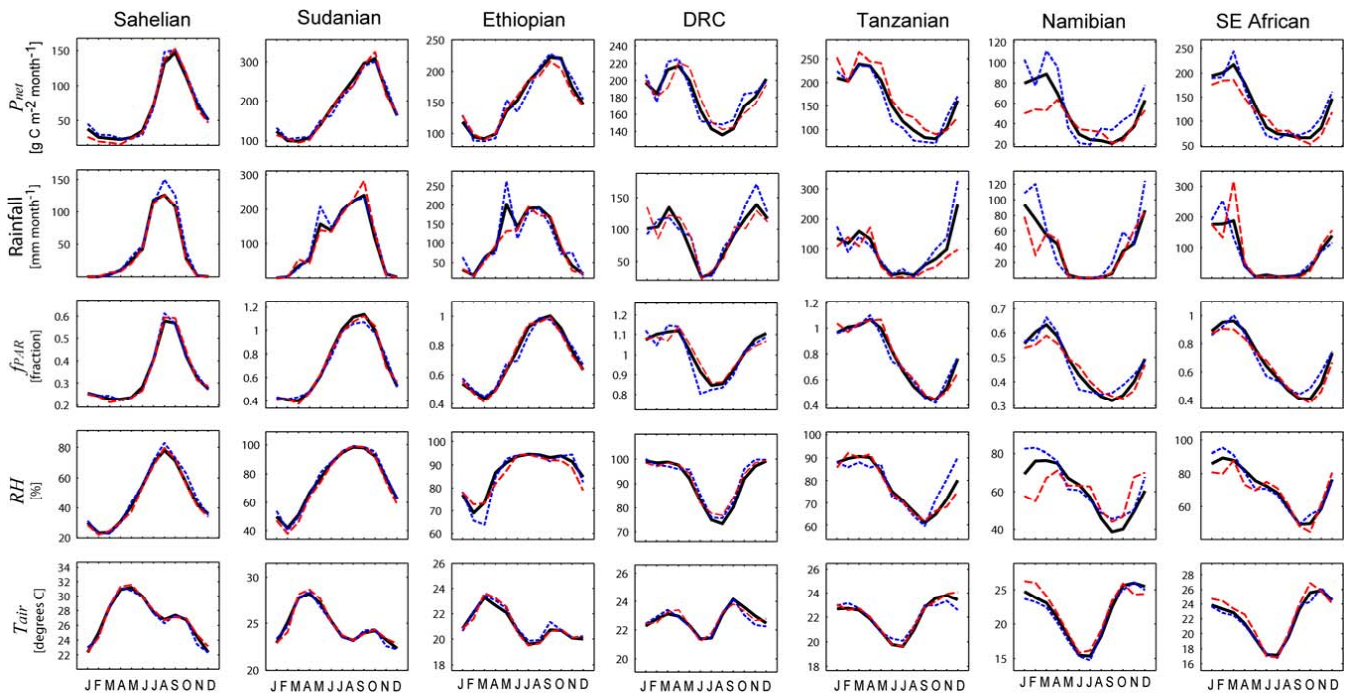 Sahelian Sudanian Ethiopian DRC Tanzanian Namibian SE African
P_net [g C m⁻² month⁻¹]
150 100 50
300 200 100
250 200 150 100
240 220 200 180 160 140
300 250 200 150 100
120 100 80 60 40 20
300 250 200 150 100 50
Rainfall [mm month⁻¹]
150 100 50
300 200 100
250 200 150 100 50
150 100 50
400 300 200 100
140 120 100 80 60 40 20
400 300 200 100
f_PAR [fraction]
0.6 0.5 0.4 0.3 0.2
1.2 1 0.8 0.6 0.4
1 0.8 0.6 0.4
1.2 1.1 1 0.9 0.8
1.2 1 0.8 0.6 0.4
0.7 0.6 0.5 0.4 0.3
1 0.8 0.6 0.4
RH [%]
80 60 40 20
100 80 60 40
100 90 80 70 60
100 90 80 70
100 90 80 70 60
80 60 40
100 80 60
Tair [degrees C]
34 32 30 28 26 24 22
30 25 20
26 24 22 20 18
26 24 22 20
26 24 22 20 18
25 20 15
28 26 24 22 20 18 16
J F M A M J J A S O N D J F M A M J J A S O N D J F M A M J J A S O N D J F M A M J J A S O N D J F M A M J J A S O N D J F M A M J J A S O N D J F M A M J J A S O N D